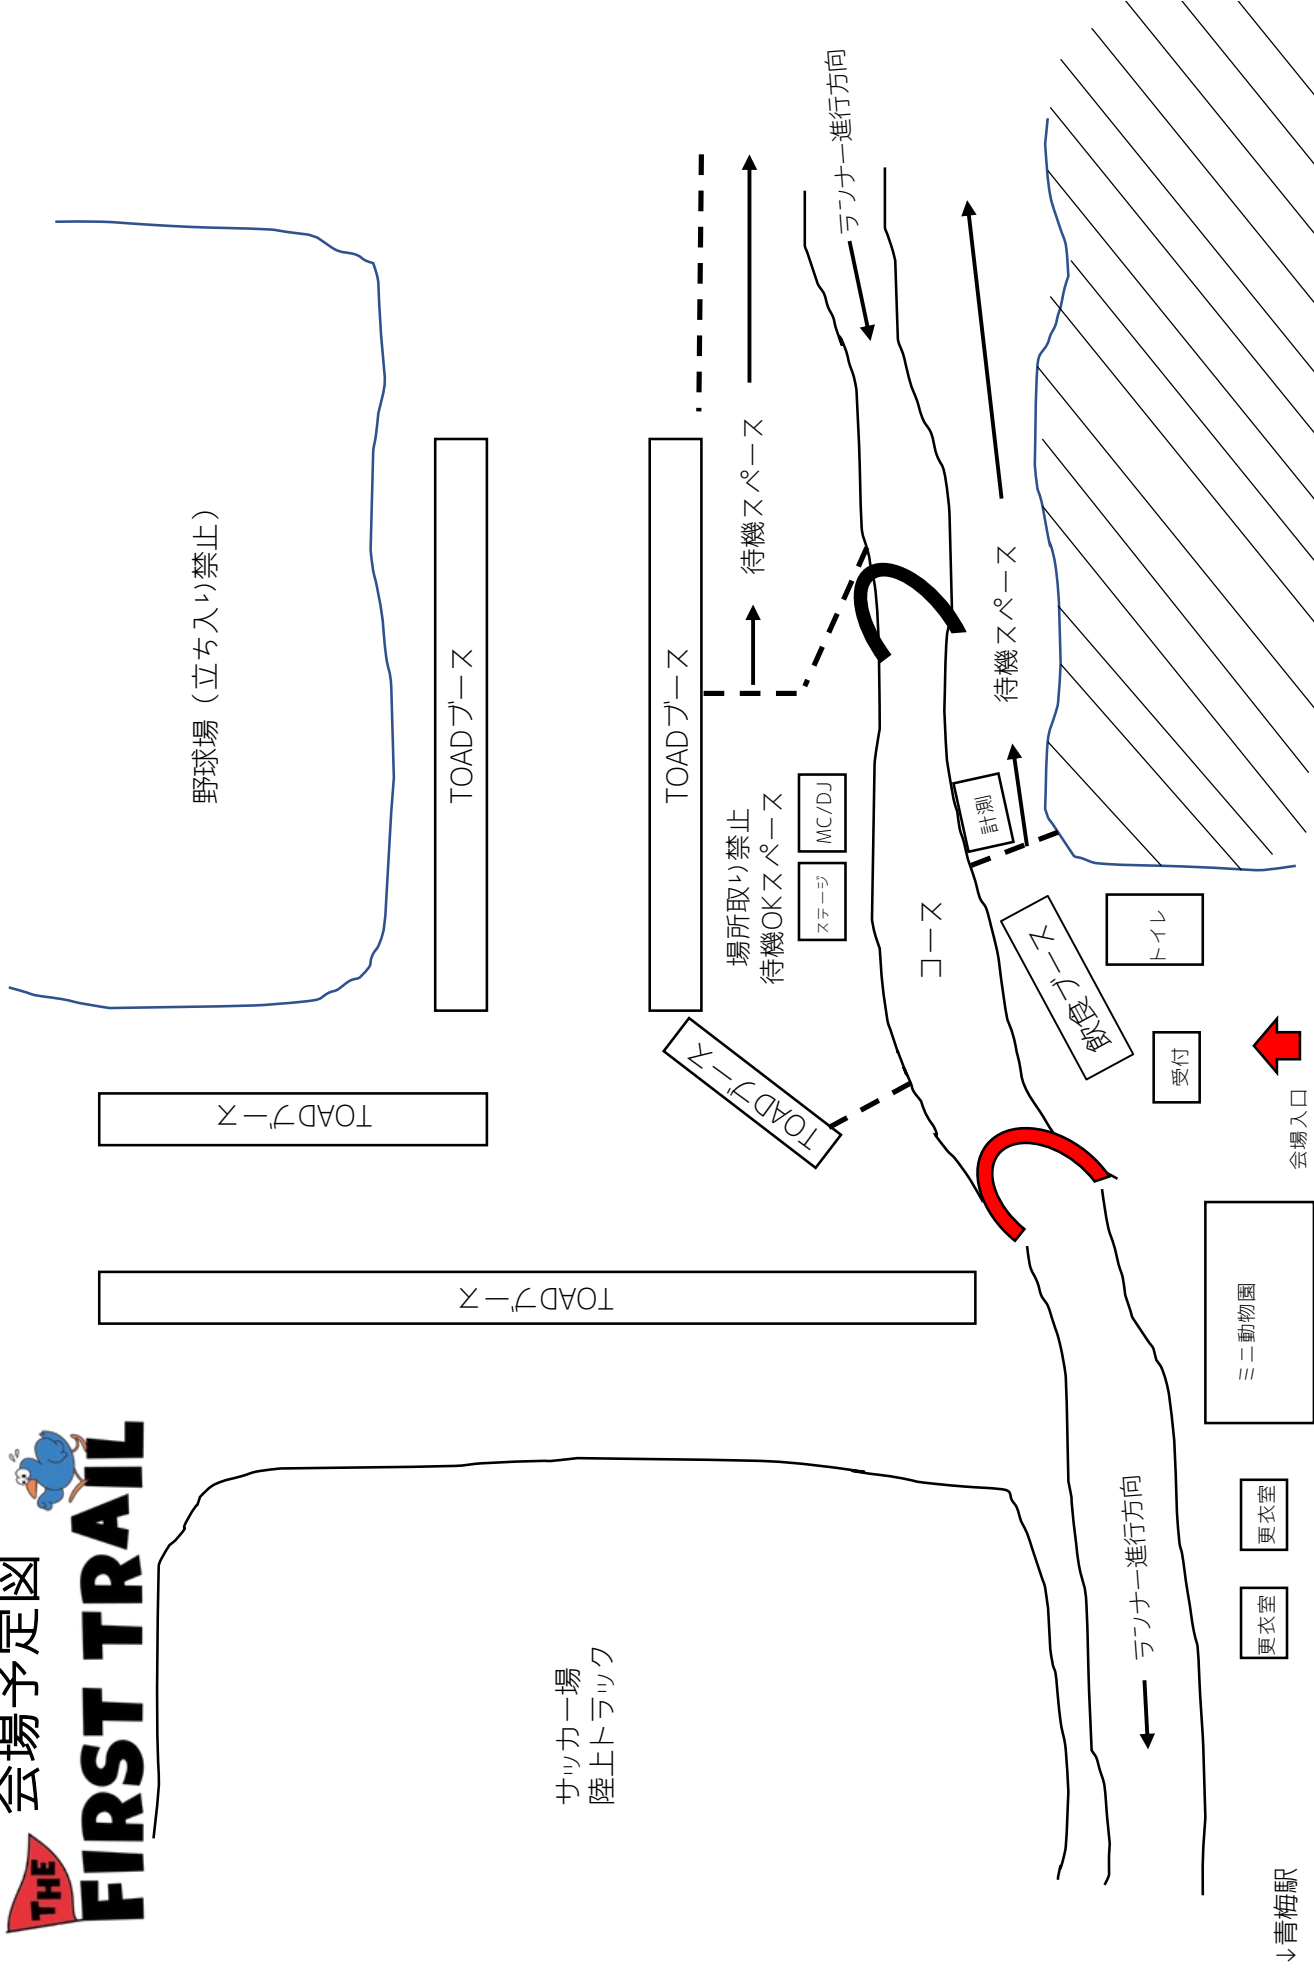 会場予定図
THE
FIRST TRAIL
野球場（立ち入り禁止）
TOADブース
TOADブース
TOADブース
TOADブース
TOADブース
サッカー場
陸上トラック
場所取り禁止
待機OKスペース
ステージ
MC/DJ
待機スペース
ランナー進行方向
コース
計測
待機スペース
飲食ブース
トイレ
受付
会場入口
ミニ動物園
ランナー進行方向
更衣室
更衣室
↓青梅駅